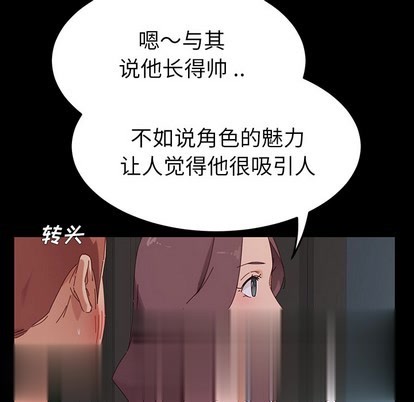 嗯～与其
说他长得帅..
不如说角色的魅力
让人觉得他很吸引人
转头